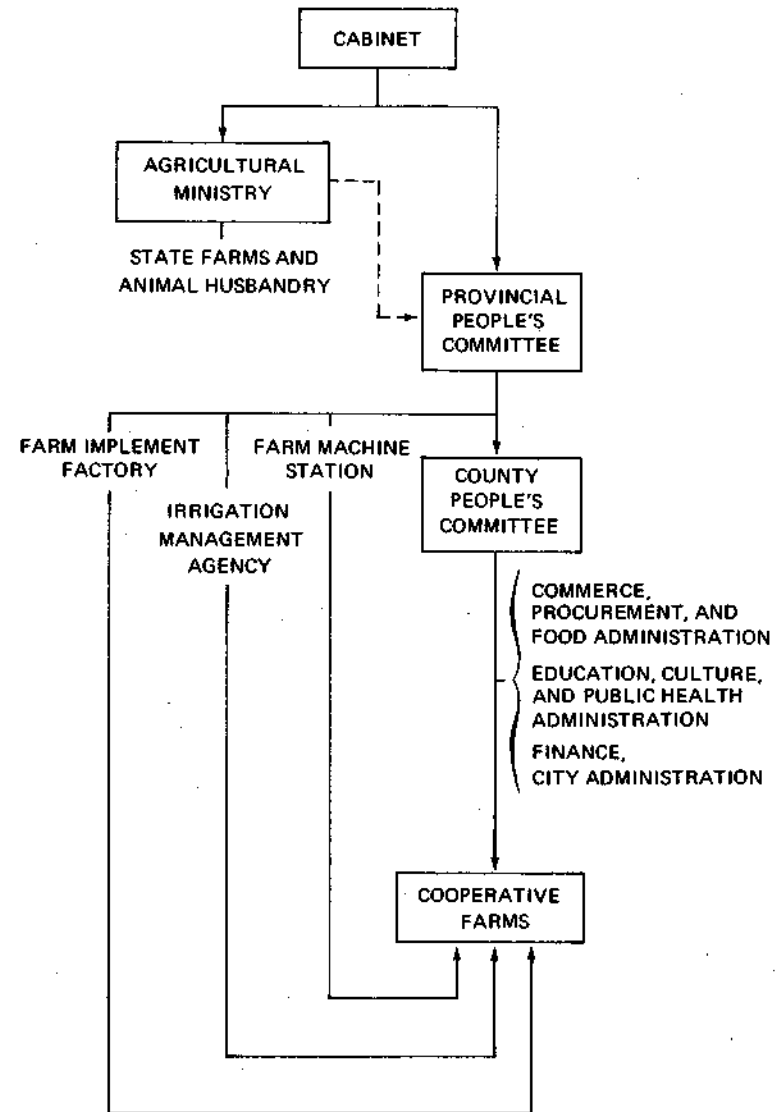 CABINET
AGRICULTURAL
MINISTRY
STATE FARMS AND
ANIMAL HUSBANDRY
PROVINCIAL
PEOPLE'S
COMMITTEE
FARM IMPLEMENT
FACTORY
IRRIGATION
MANAGEMENT
AGENCY
FARM MACHINE
STATION
COUNTY
PEOPLE'S
COMMITTEE
COMMERCE,
PROCUREMENT, AND
FOOD ADMINISTRATION
EDUCATION, CULTURE,
AND PUBLIC HEALTH
ADMINISTRATION
FINANCE,
CITY ADMINISTRATION
COOPERATIVE
FARMS